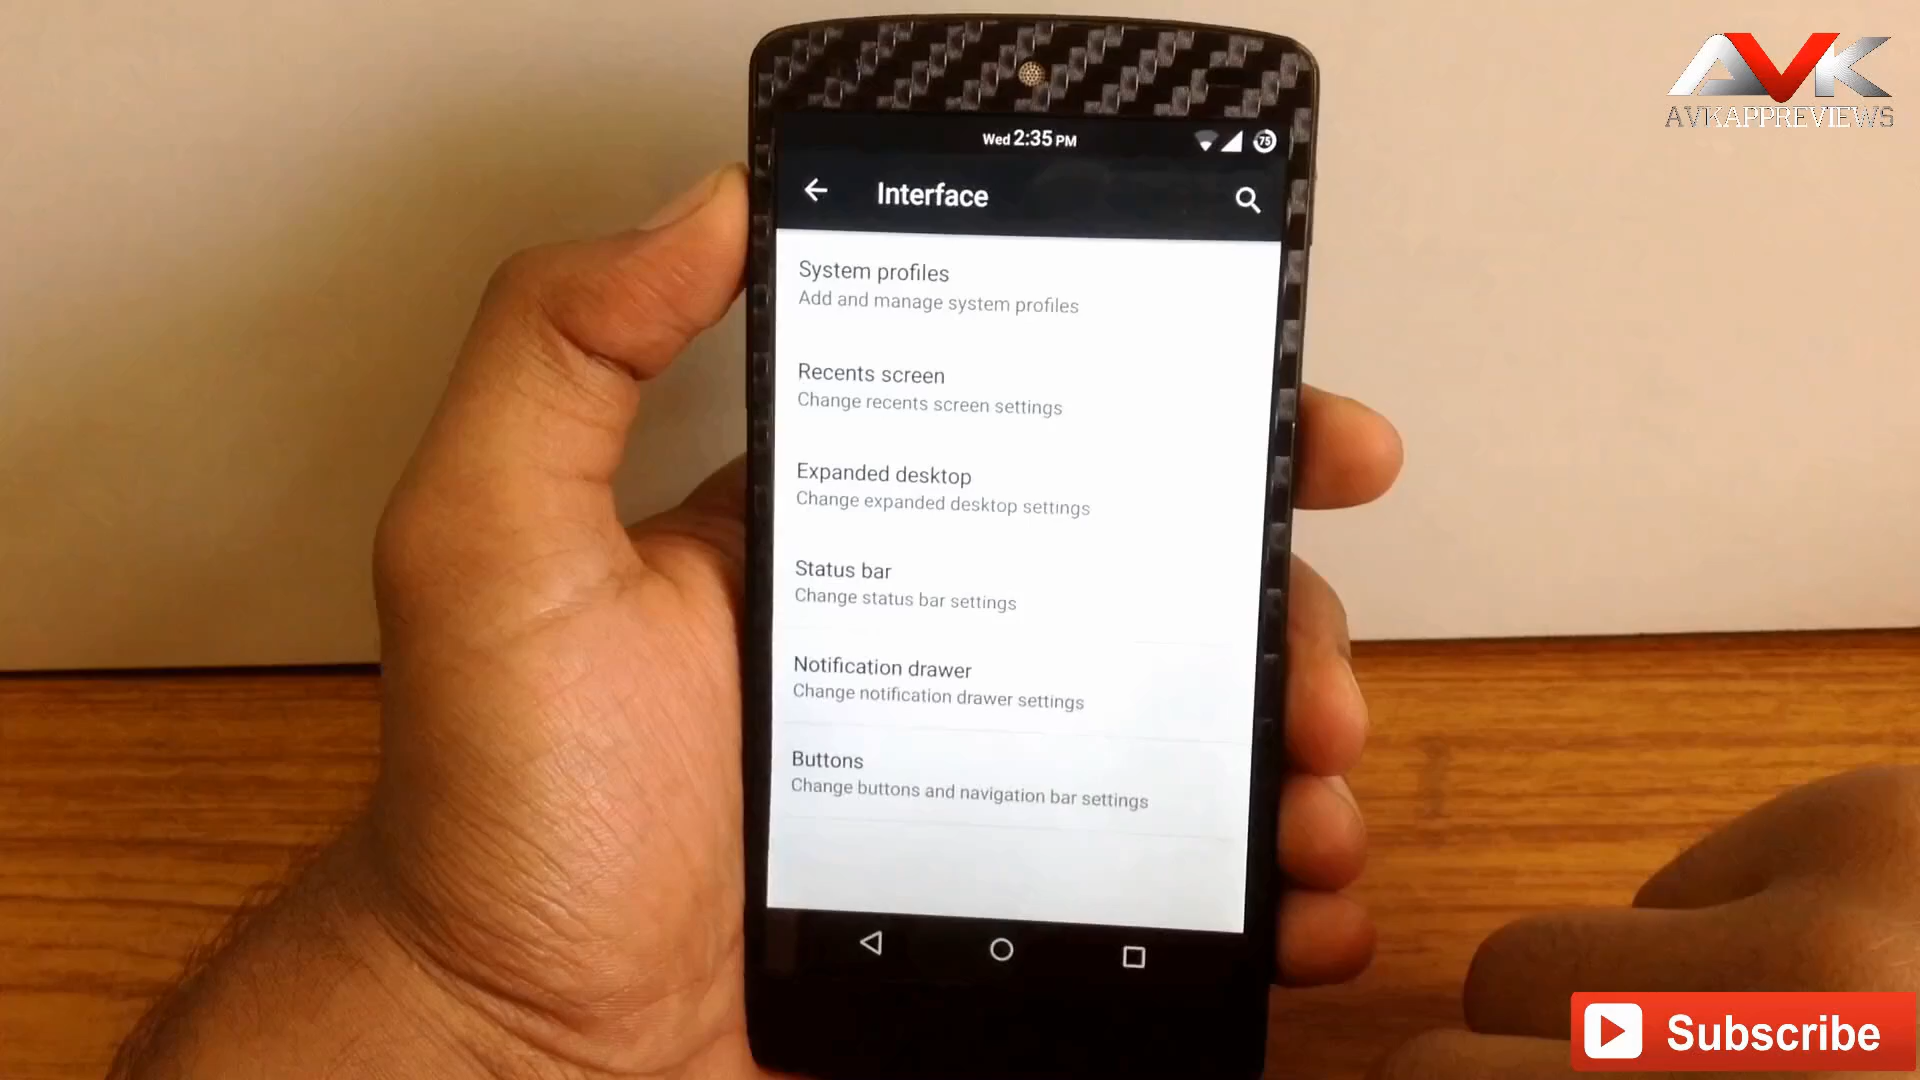 AVK
AVKAPPREVIEWS
Wed 2:35 PM
75
Interface
System profiles
Add and manage system profiles
Recents screen
Change recents screen settings
Expanded desktop
Change expanded desktop settings
Status bar
Change status bar settings
Notification drawer
Change notification drawer settings
Buttons
Change buttons and navigation bar settings
Subscribe